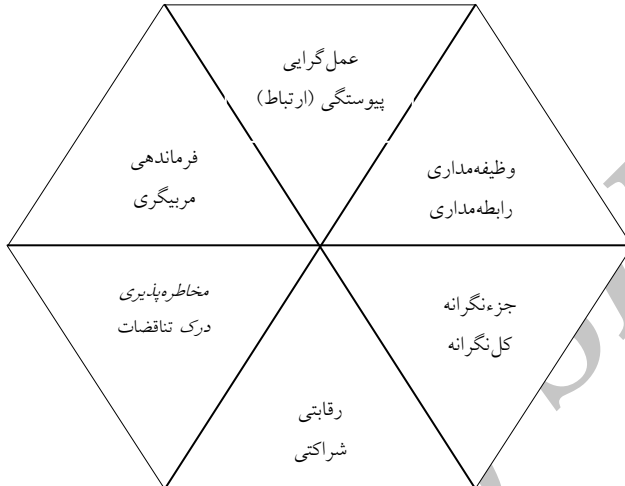 عمل‌گرایی
پیوستگی (ارتباط)
وظیفه‌مداری
رابطه‌مداری
فرماندهی
مربیگری
جزءنگرانه
کل‌نگرانه
مخاطره‌پذیری
درک تناقضات
رقابتی
شراکتی